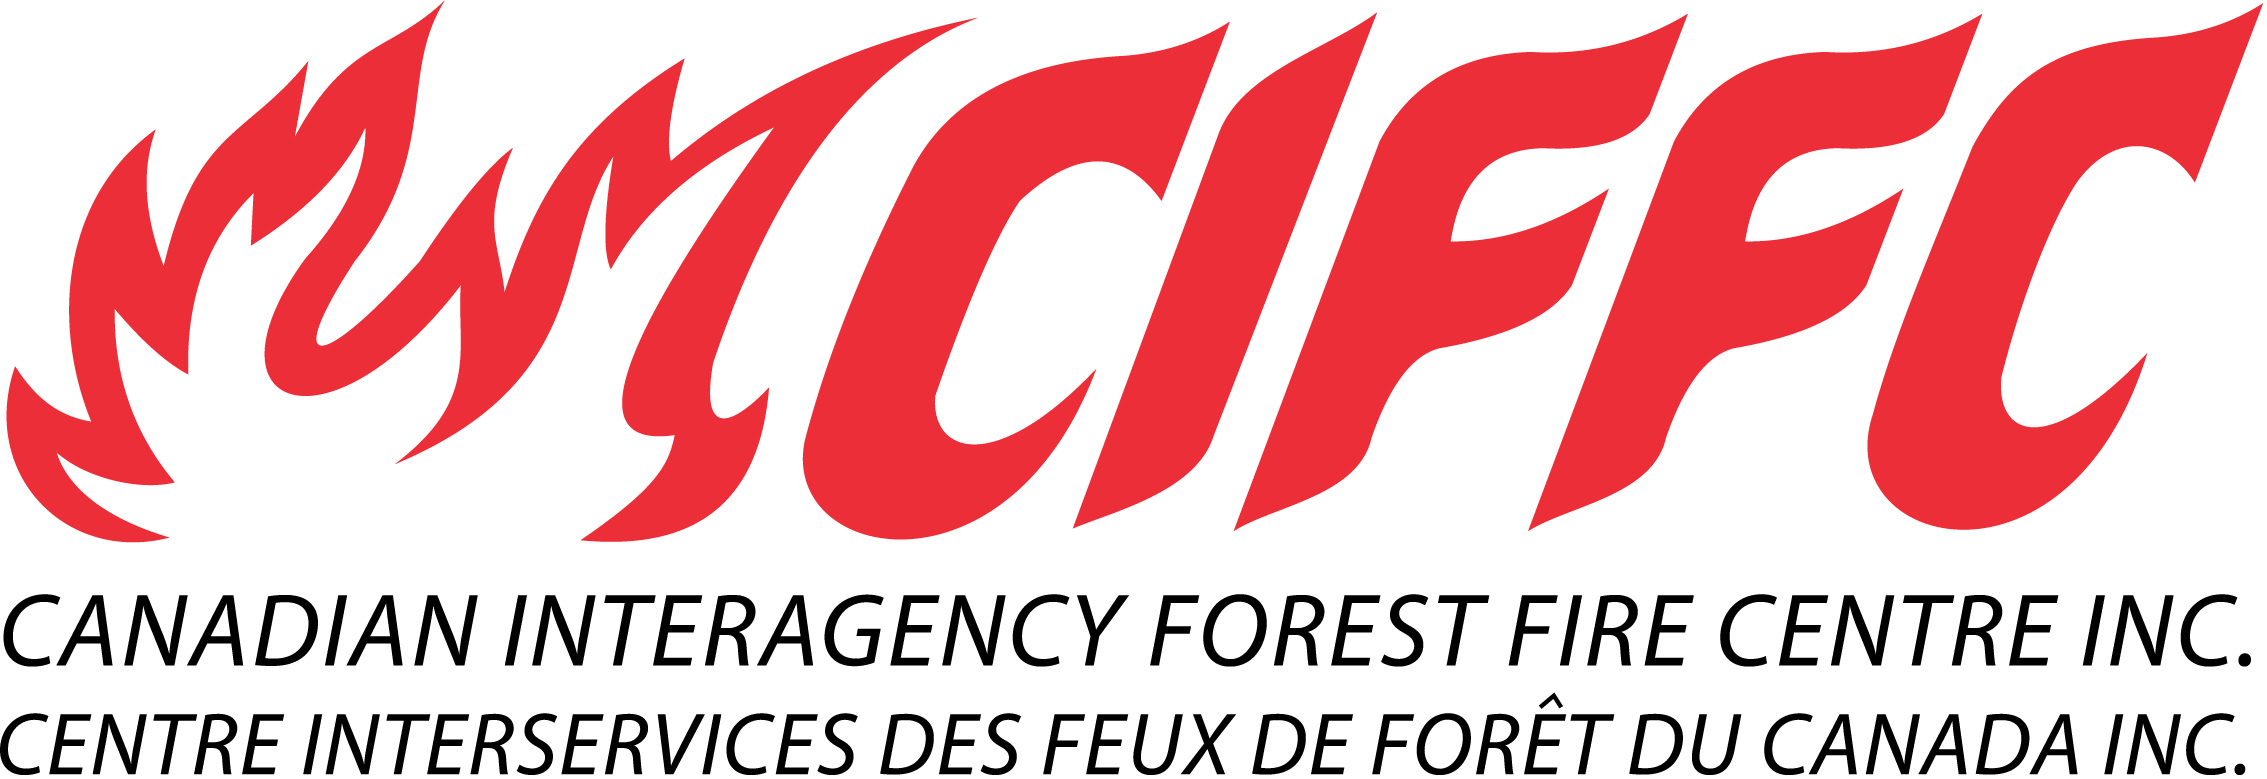 CIFFC
CANADIAN INTERAGENCY FOREST FIRE CENTRE INC.
CENTRE INTERSERVICES DES FEUX DE FORÊT DU CANADA INC.